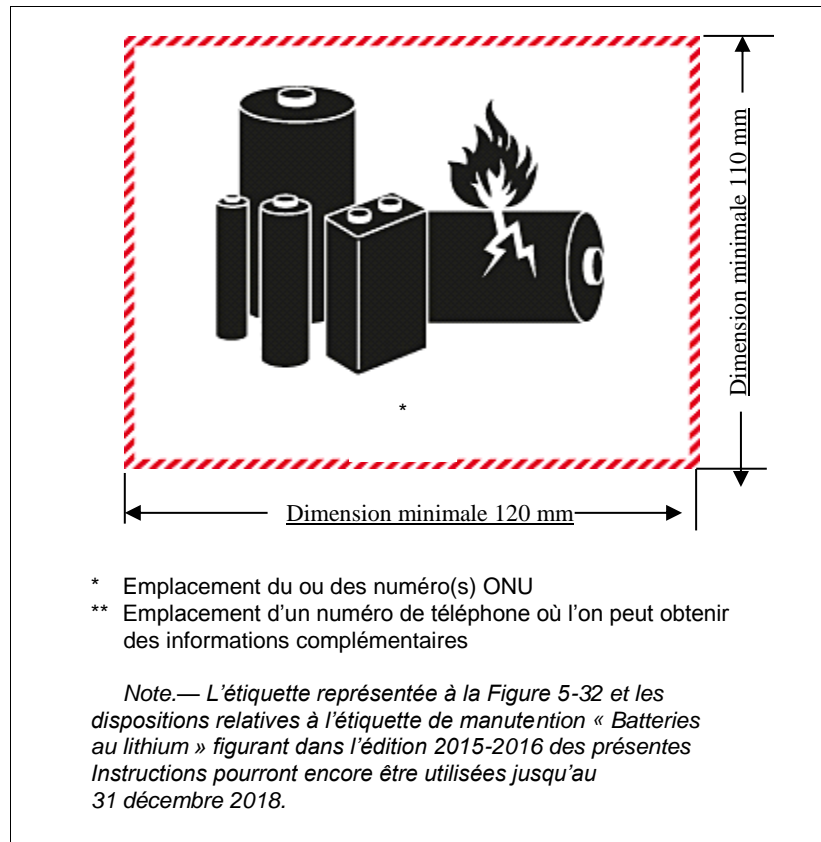 Dimension minimale 110 mm
*
Dimension minimale 120 mm
* Emplacement du ou des numéro(s) ONU
** Emplacement d’un numéro de téléphone où l’on peut obtenir
des informations complémentaires
Note.— L’étiquette représentée à la Figure 5-32 et les
dispositions relatives à l’étiquette de manutention « Batteries
au lithium » figurant dans l’édition 2015-2016 des présentes
Instructions pourront encore être utilisées jusqu’au
31 décembre 2018.